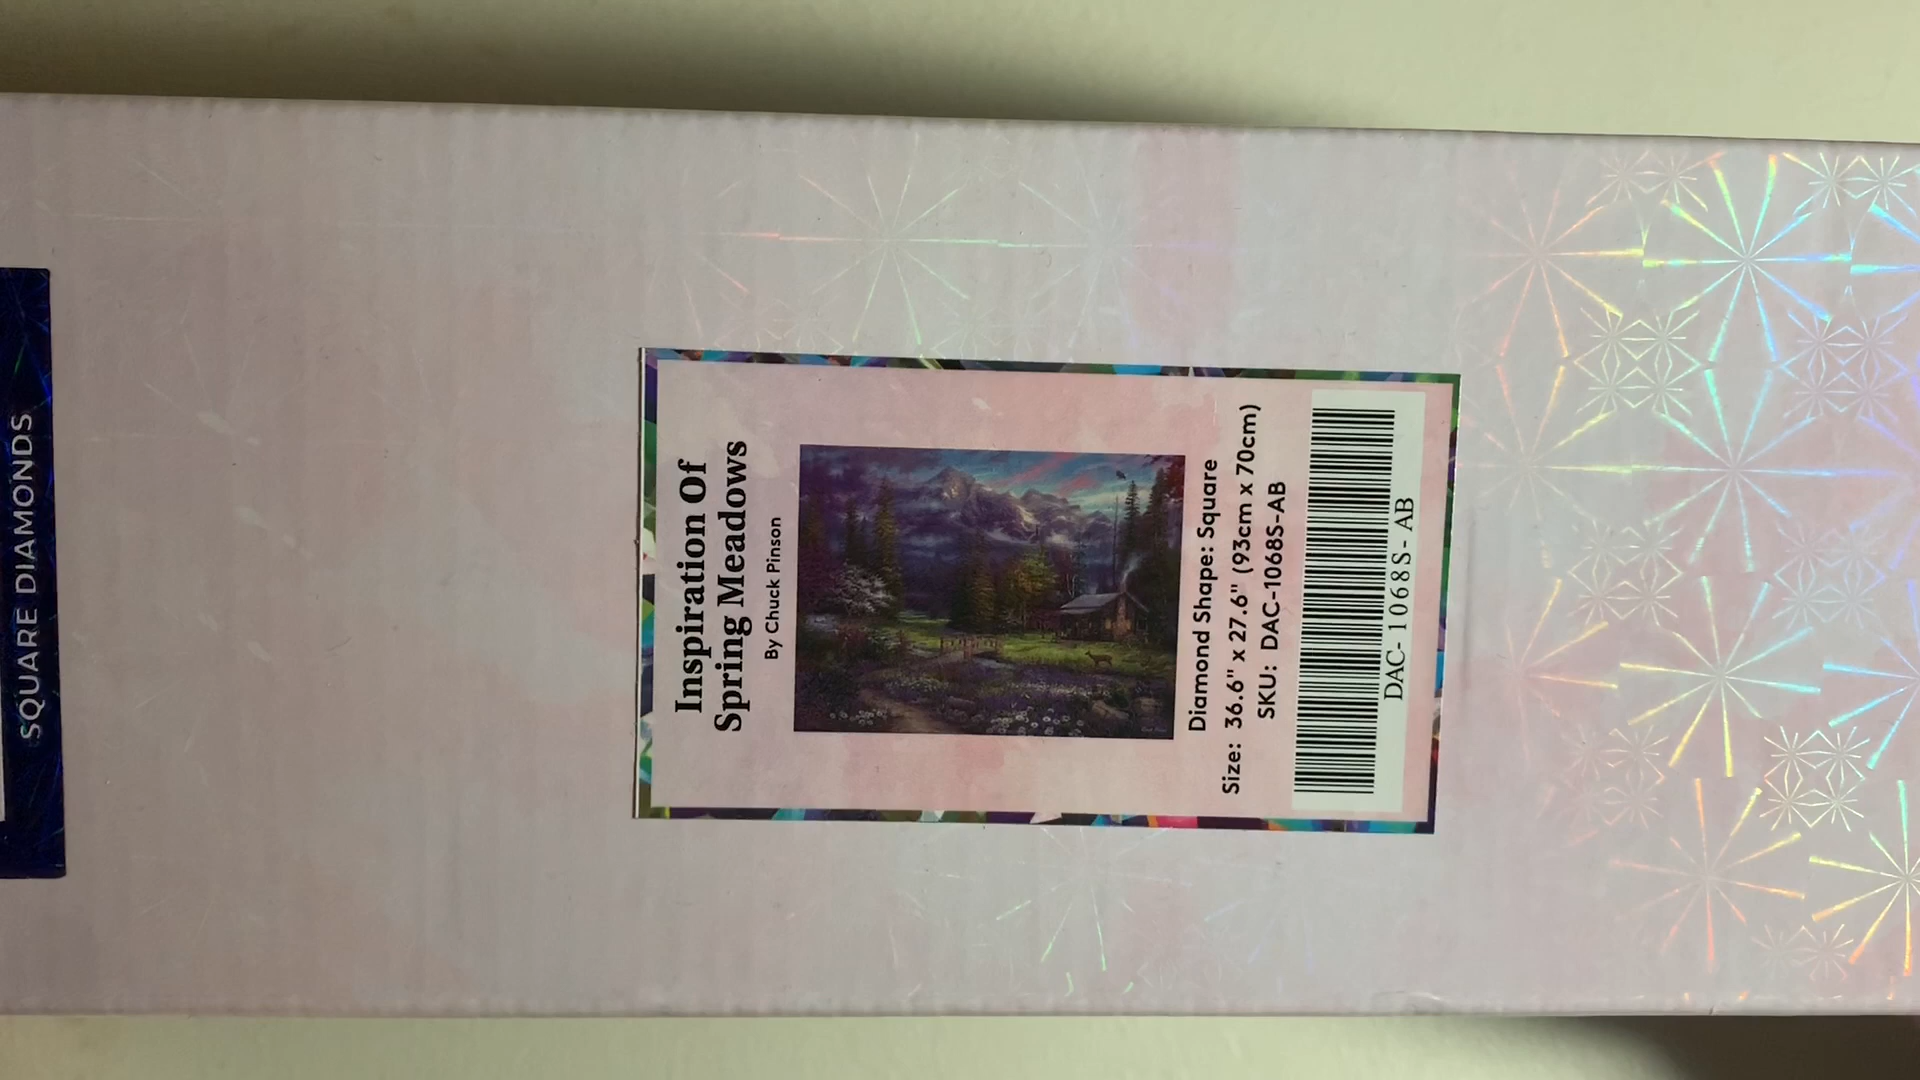 SQUARE DIAMONDS
Inspiration Of
Spring Meadows
By Chuck Pinson
Diamond Shape: Square
Size: 36.6" x 27.6" (93cm x 70cm)
SKU: DAC-1068S-AB
DAC- 1068S- AB